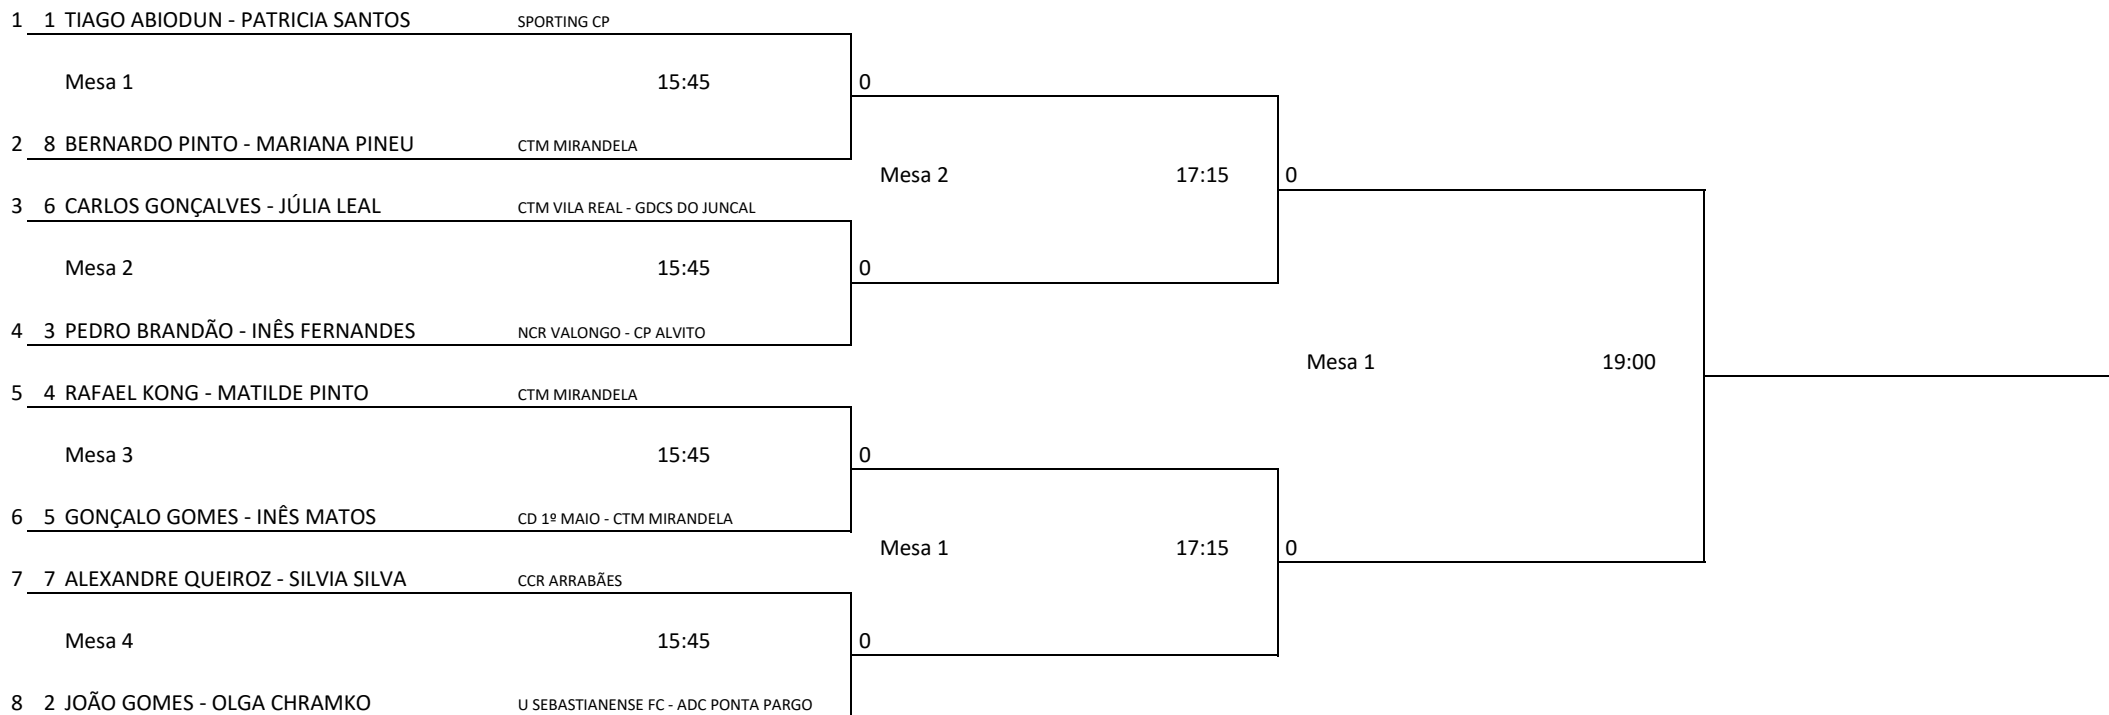 1 1 TIAGO ABIODUN - PATRICIA SANTOS SPORTING CP
Mesa 1 15:45 0
2 8 BERNARDO PINTO - MARIANA PINEU CTM MIRANDELA
Mesa 2 17:15 0
3 6 CARLOS GONÇALVES - JÚLIA LEAL CTM VILA REAL - GDCS DO JUNCAL
Mesa 2 15:45 0
4 3 PEDRO BRANDÃO - INÊS FERNANDES NCR VALONGO - CP ALVITO
Mesa 1 19:00
5 4 RAFAEL KONG - MATILDE PINTO CTM MIRANDELA
Mesa 3 15:45 0
6 5 GONÇALO GOMES - INÊS MATOS CD 1º MAIO - CTM MIRANDELA
Mesa 1 17:15 0
7 7 ALEXANDRE QUEIROZ - SILVIA SILVA CCR ARRABÃES
Mesa 4 15:45 0
8 2 JOÃO GOMES - OLGA CHRAMKO U SEBASTIANENSE FC - ADC PONTA PARGO